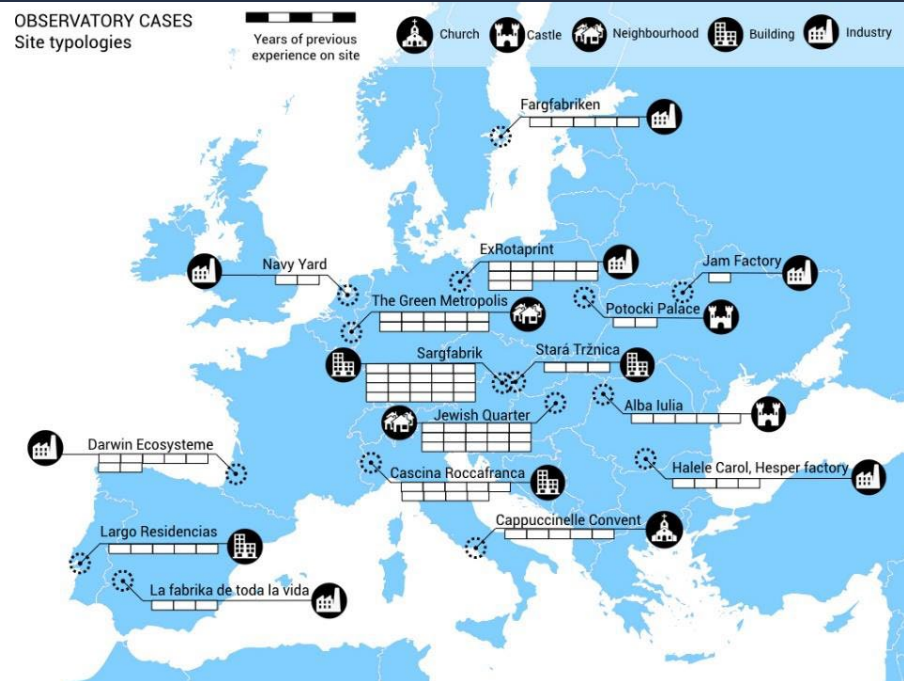 OBSERVATORY CASES
Site typologies
Years of previous
experience on site
Church
Castle
Neighbourhood
Building
Industry
Fargfabriken
ExRotaprint
Navy Yard
Jam Factory
The Green Metropolis
Potocki Palace
Sargfabrik
Stará Tržnica
Alba Iulia
Jewish Quarter
Darwin Ecosysteme
Cascina Roccafranca
Halele Carol, Hesper factory
Cappuccinelle Convent
Largo Residencias
La fabrika de toda la vida